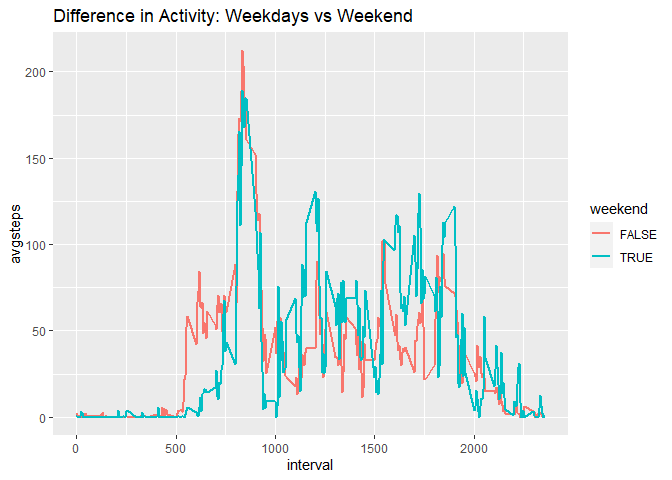 Difference in Activity: Weekdays vs Weekend
avgsteps
200
150
100
50
0
0
500
1000
1500
2000
interval
weekend
FALSE
TRUE